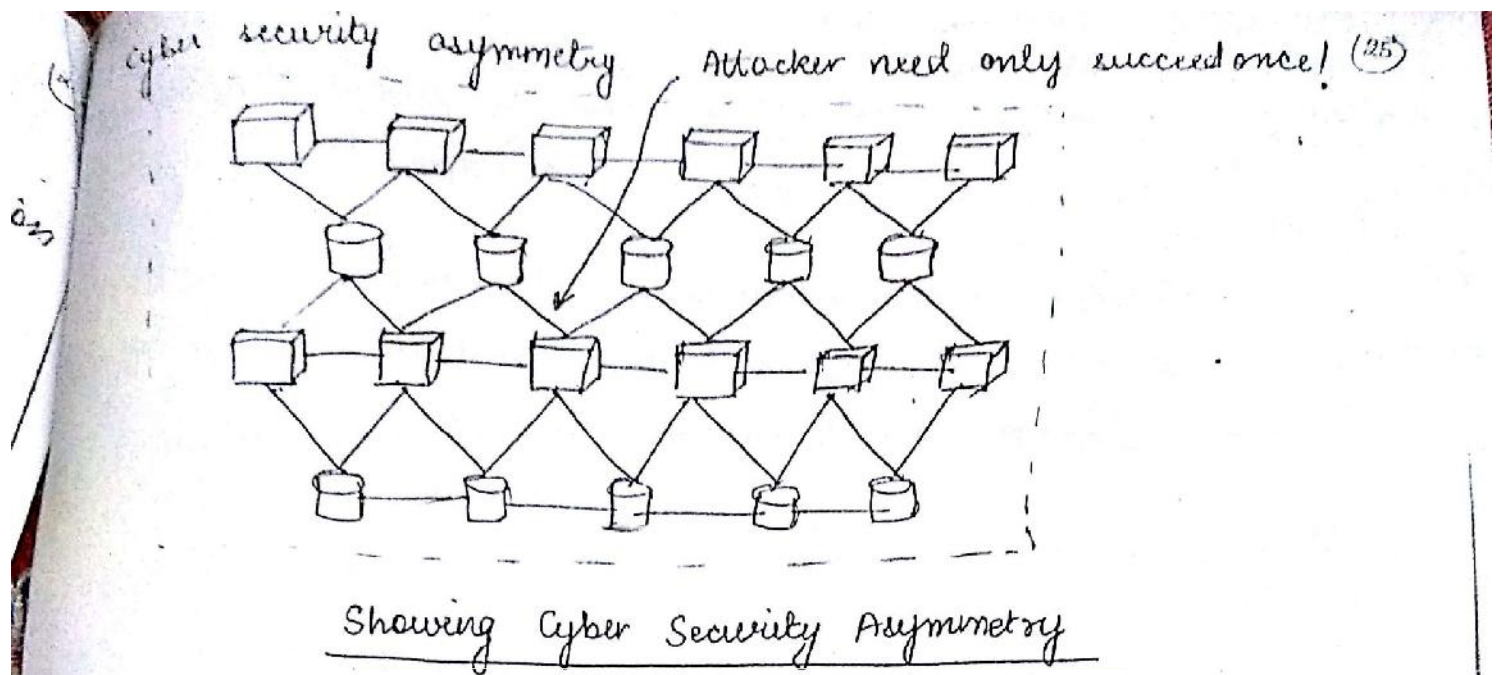 cyber security asymmetry Attacker need only succeed once! (25)
Showing Cyber Security Asymmetry